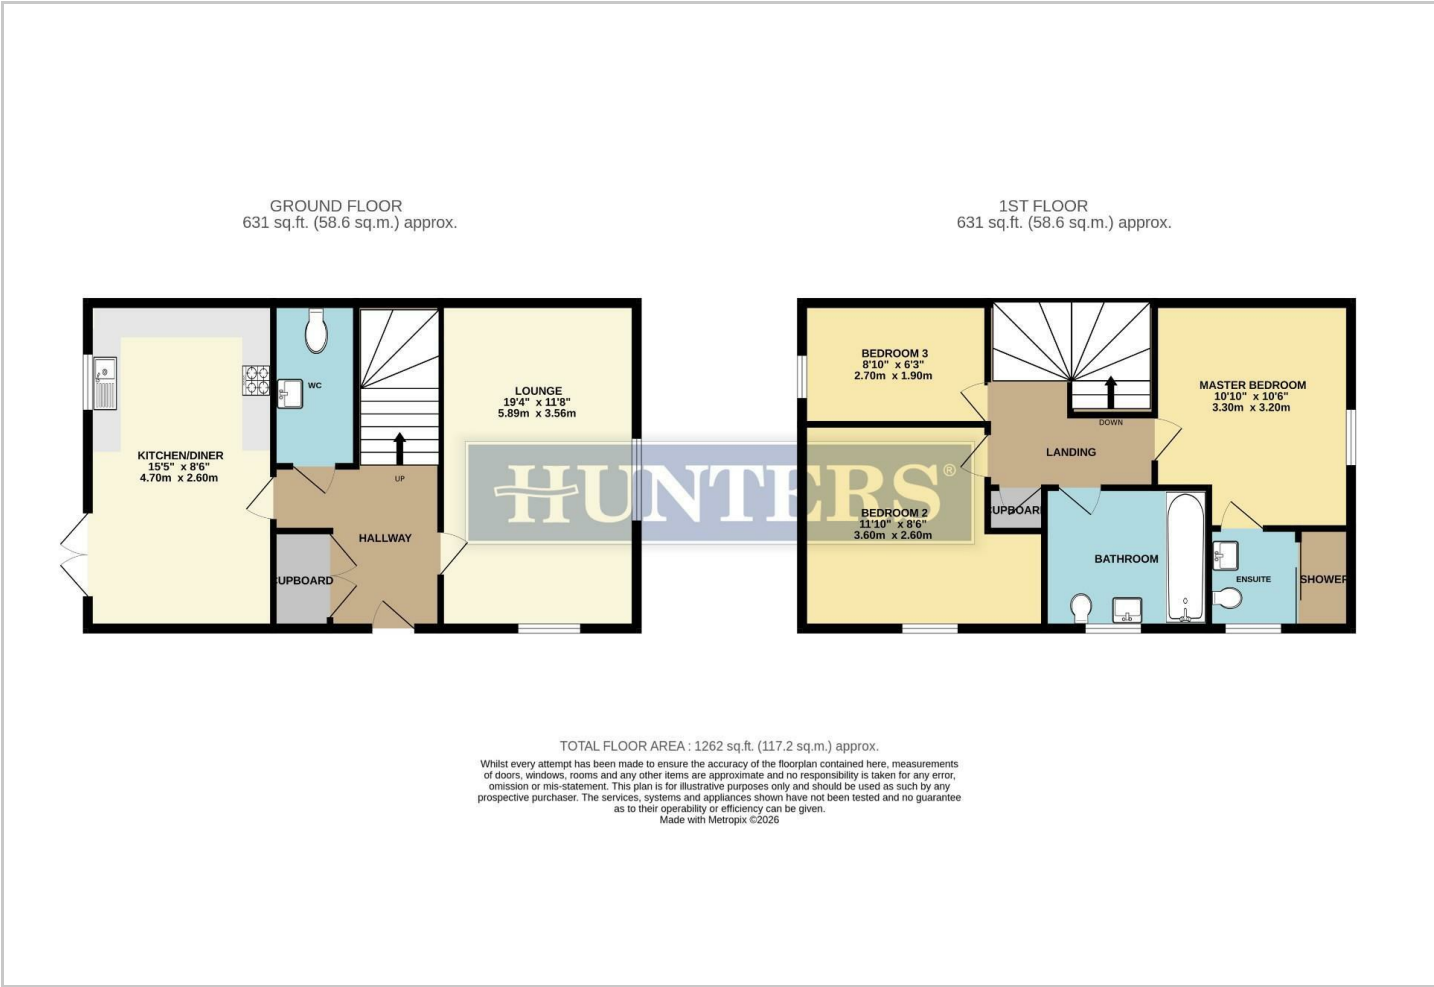 GROUND FLOOR
631 sq.ft. (58.6 sq.m.) approx.
1ST FLOOR
631 sq.ft. (58.6 sq.m.) approx.
KITCHEN/DINER
15'5" x 8'6"
4.70m x 2.60m
WC
UP
HALLWAY
CUPBOARD
LOUNGE
19'4" x 11'8"
5.89m x 3.56m
HUNTERS®
BEDROOM 3
8'10" x 6'3"
2.70m x 1.90m
MASTER BEDROOM
10'10" x 10'6"
3.30m x 3.20m
DOWN
LANDING
CUPBOARD
BEDROOM 2
11'10" x 8'6"
3.60m x 2.60m
BATHROOM
ENSUITE
SHOWER
TOTAL FLOOR AREA : 1262 sq.ft. (117.2 sq.m.) approx.
Whilst every attempt has been made to ensure the accuracy of the floorplan contained here, measurements
of doors, windows, rooms and any other items are approximate and no responsibility is taken for any error,
omission or mis-statement. This plan is for illustrative purposes only and should be used as such by any
prospective purchaser. The services, systems and appliances shown have not been tested and no guarantee
as to their operability or efficiency can be given.
Made with Metropix ©2026